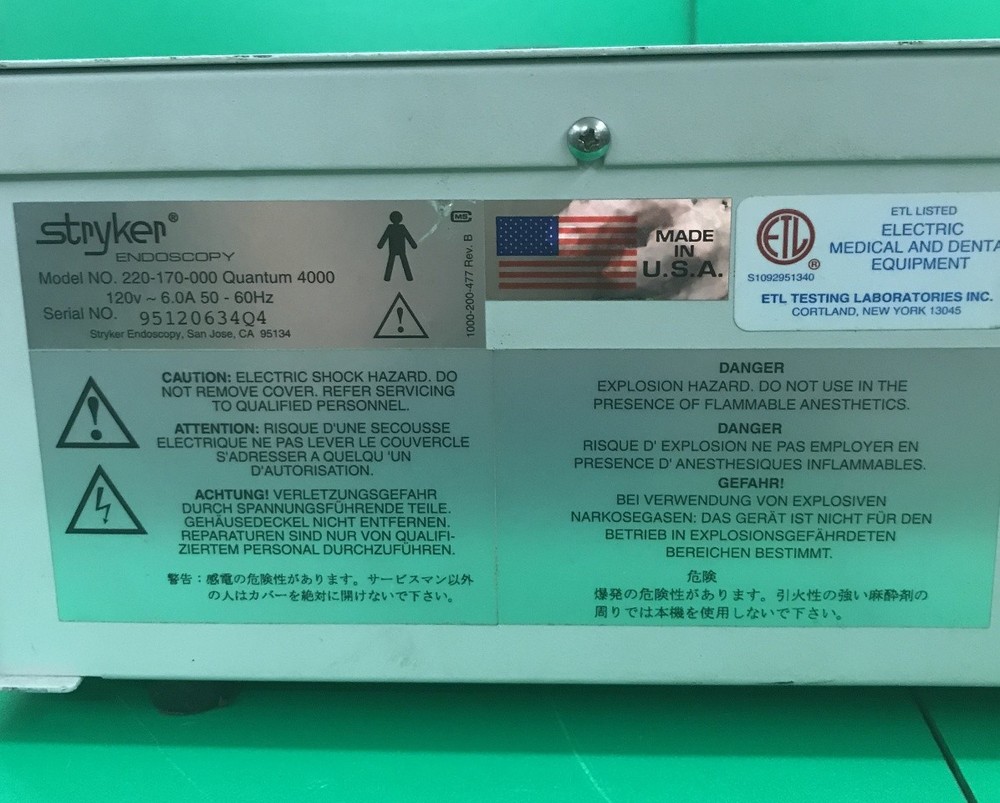 stryker®
ENDOSCOPY
Model NO. 220-170-000 Quantum 4000
120v ~ 6.0A 50 - 60Hz
Serial NO. 95120634Q4
Stryker Endoscopy, San Jose, CA 95134
1000-200-477 Rev. B
MADE
IN
U.S.A.
ETL®
S1092951340
ETL LISTED
ELECTRIC
MEDICAL AND DENTA
EQUIPMENT
ETL TESTING LABORATORIES INC.
CORTLAND, NEW YORK 13045
CAUTION: ELECTRIC SHOCK HAZARD. DO
NOT REMOVE COVER. REFER SERVICING
TO QUALIFIED PERSONNEL.
ATTENTION: RISQUE D'UNE SECOUSSE
ELECTRIQUE NE PAS LEVER LE COUVERCLE
S'ADRESSER A QUELQU 'UN
D'AUTORISATION.
ACHTUNG! VERLETZUNGSGEFAHR
DURCH SPANNUNGSFÜHRENDE TEILE.
GEHÄUSEDECKEL NICHT ENTFERNEN.
REPARATUREN SIND NUR VON QUALIFI-
ZIERTEM PERSONAL DURCHZUFÜHREN.
警告：感電の危険性があります。サービスマン以外
の人はカバーを絶対に開けないで下さい。
DANGER
EXPLOSION HAZARD. DO NOT USE IN THE
PRESENCE OF FLAMMABLE ANESTHETICS.
DANGER
RISQUE D' EXPLOSION NE PAS EMPLOYER EN
PRESENCE D' ANESTHESIQUES INFLAMMABLES.
GEFAHR!
BEI VERWENDUNG VON EXPLOSIVEN
NARKOSEGASEN: DAS GERÄT IST NICHT FÜR DEN
BETRIEB IN EXPLOSIONSGEFÄHRDETEN
BEREICHEN BESTIMMT.
危険
爆発の危険性があります。引火性の強い麻酔剤の
周りでは本機を使用しないで下さい。